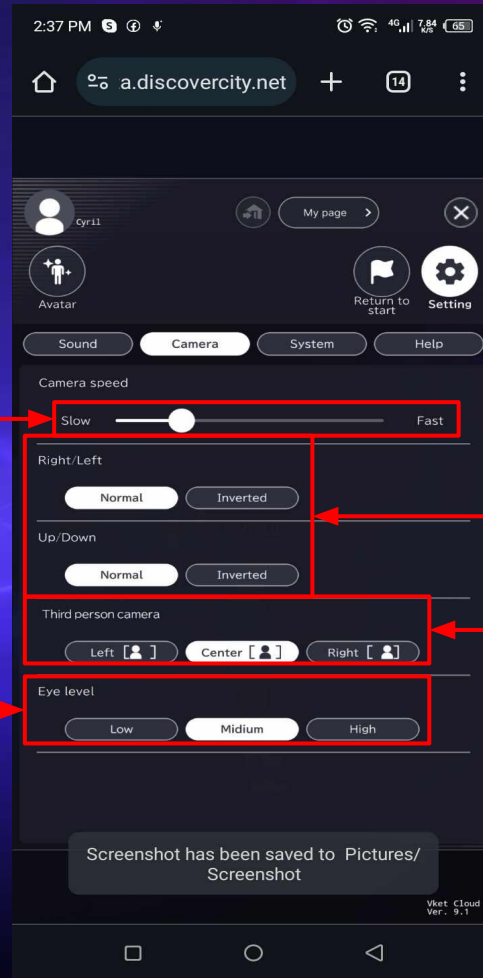 2:37 PM
4G 7.84 K/S 65
a.discovercity.net
14
Cyril
My page
Avatar
Return to start
Setting
Sound Camera System Help
Camera speed
Slow Fast
Right/Left
Normal Inverted
Up/Down
Normal Inverted
Third person camera
Left [ ] Center [ ] Right [ ]
Eye level
Low Midium High
Screenshot has been saved to Pictures/
Screenshot
Vket Cloud
Ver. 9.1